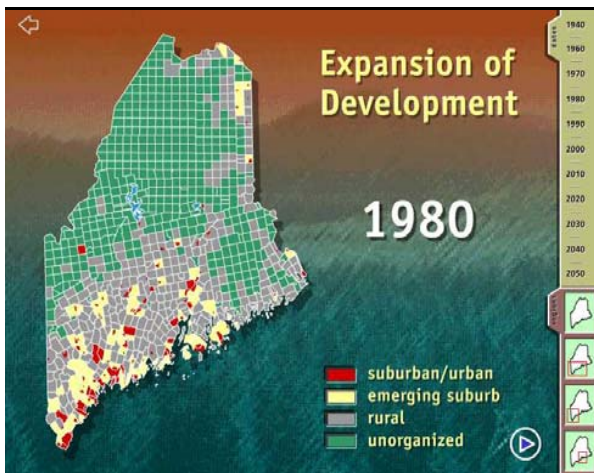 Expansion of
Development
1980
suburban/urban
emerging suburb
rural
unorganized
dates
1940
1960
1970
1980
1990
2000
2010
2020
2030
2040
2050